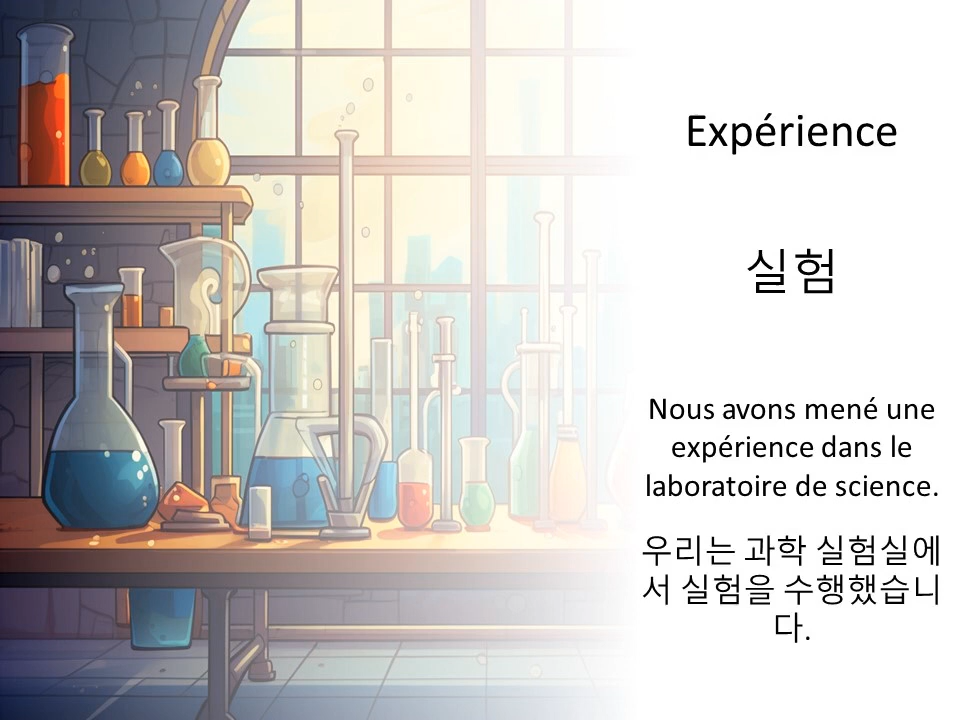 Expérience
실험
Nous avons mené une
expérience dans le
laboratoire de science.
우리는 과학 실험실에
서 실험을 수행했습니
다.